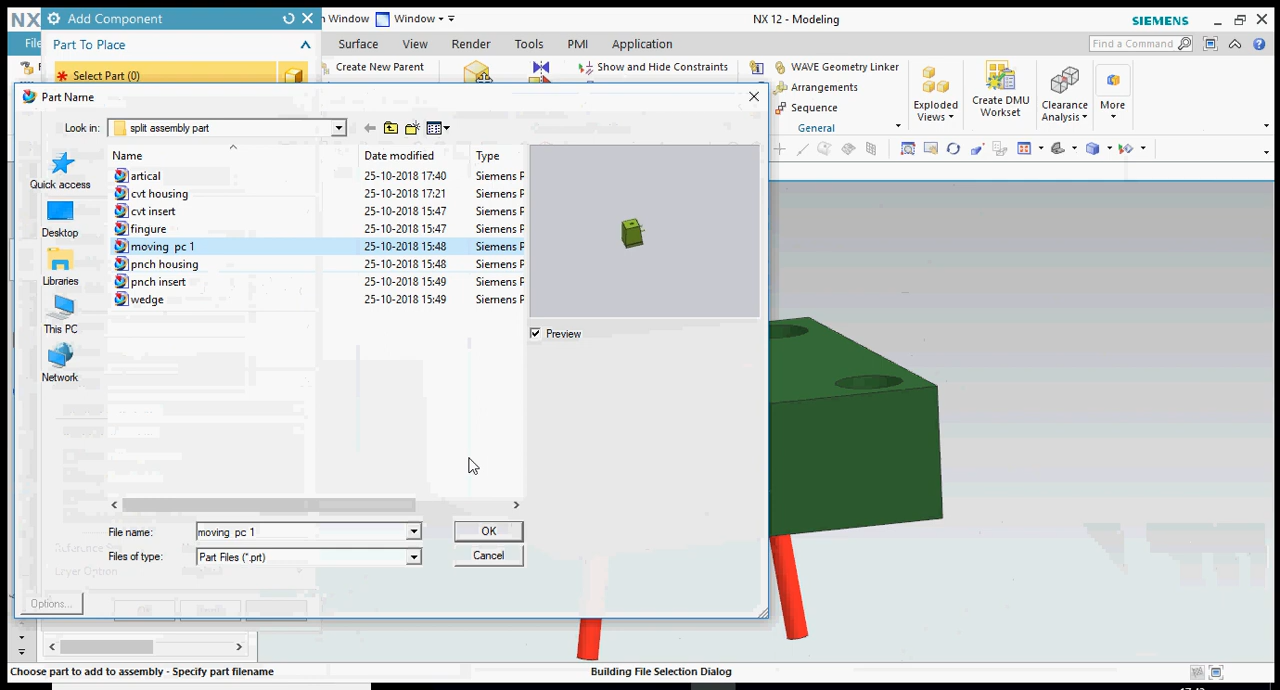 NX Add Component n Window Window NX 12 - Modeling SIEMENS
File Part To Place Surface View Render Tools PMI Application Find a Command
* Select Part (0) Create New Parent Show and Hide Constraints WAVE Geometry Linker
Arrangements
Sequence
General
Exploded Views
Create DMU Workset
Clearance Analysis
More
Part Name
Look in: split assembly part
Name Date modified Type
artical 25-10-2018 17:40 Siemens P
cvt housing 25-10-2018 17:21 Siemens P
cvt insert 25-10-2018 15:47 Siemens P
fingure 25-10-2018 15:47 Siemens P
moving pc 1 25-10-2018 15:48 Siemens P
pnch housing 25-10-2018 15:48 Siemens P
pnch insert 25-10-2018 15:49 Siemens P
wedge 25-10-2018 15:49 Siemens P
Quick access
Desktop
Libraries
This PC
Network
Preview
File name: moving pc 1 OK
Files of type: Part Files (*.prt) Cancel
Layer Option
Options...
Choose part to add to assembly - Specify part filename Building File Selection Dialog